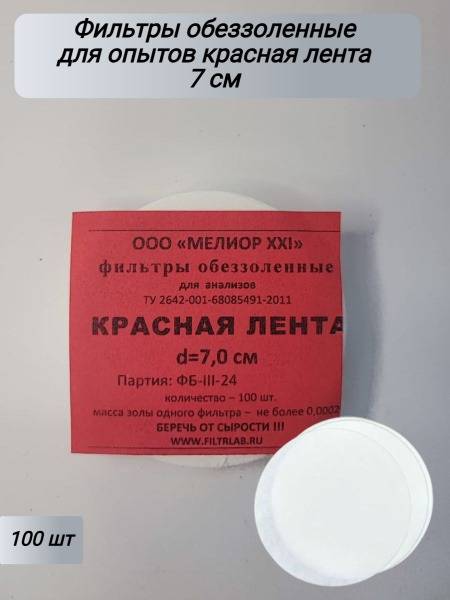 Фильтры обеззоленные
для опытов красная лента
7 см
ООО «МЕЛИОР XXI»
фильтры обеззоленные
для анализов
ТУ 2642-001-68085491-2011
КРАСНАЯ ЛЕНТА
d=7,0 см
Партия: ФБ-III-24
количество – 100 шт.
масса золы одного фильтра – не более 0,0002
БЕРЕЧЬ ОТ СЫРОСТИ !!!
WWW.FILTRLAB.RU
100 шт